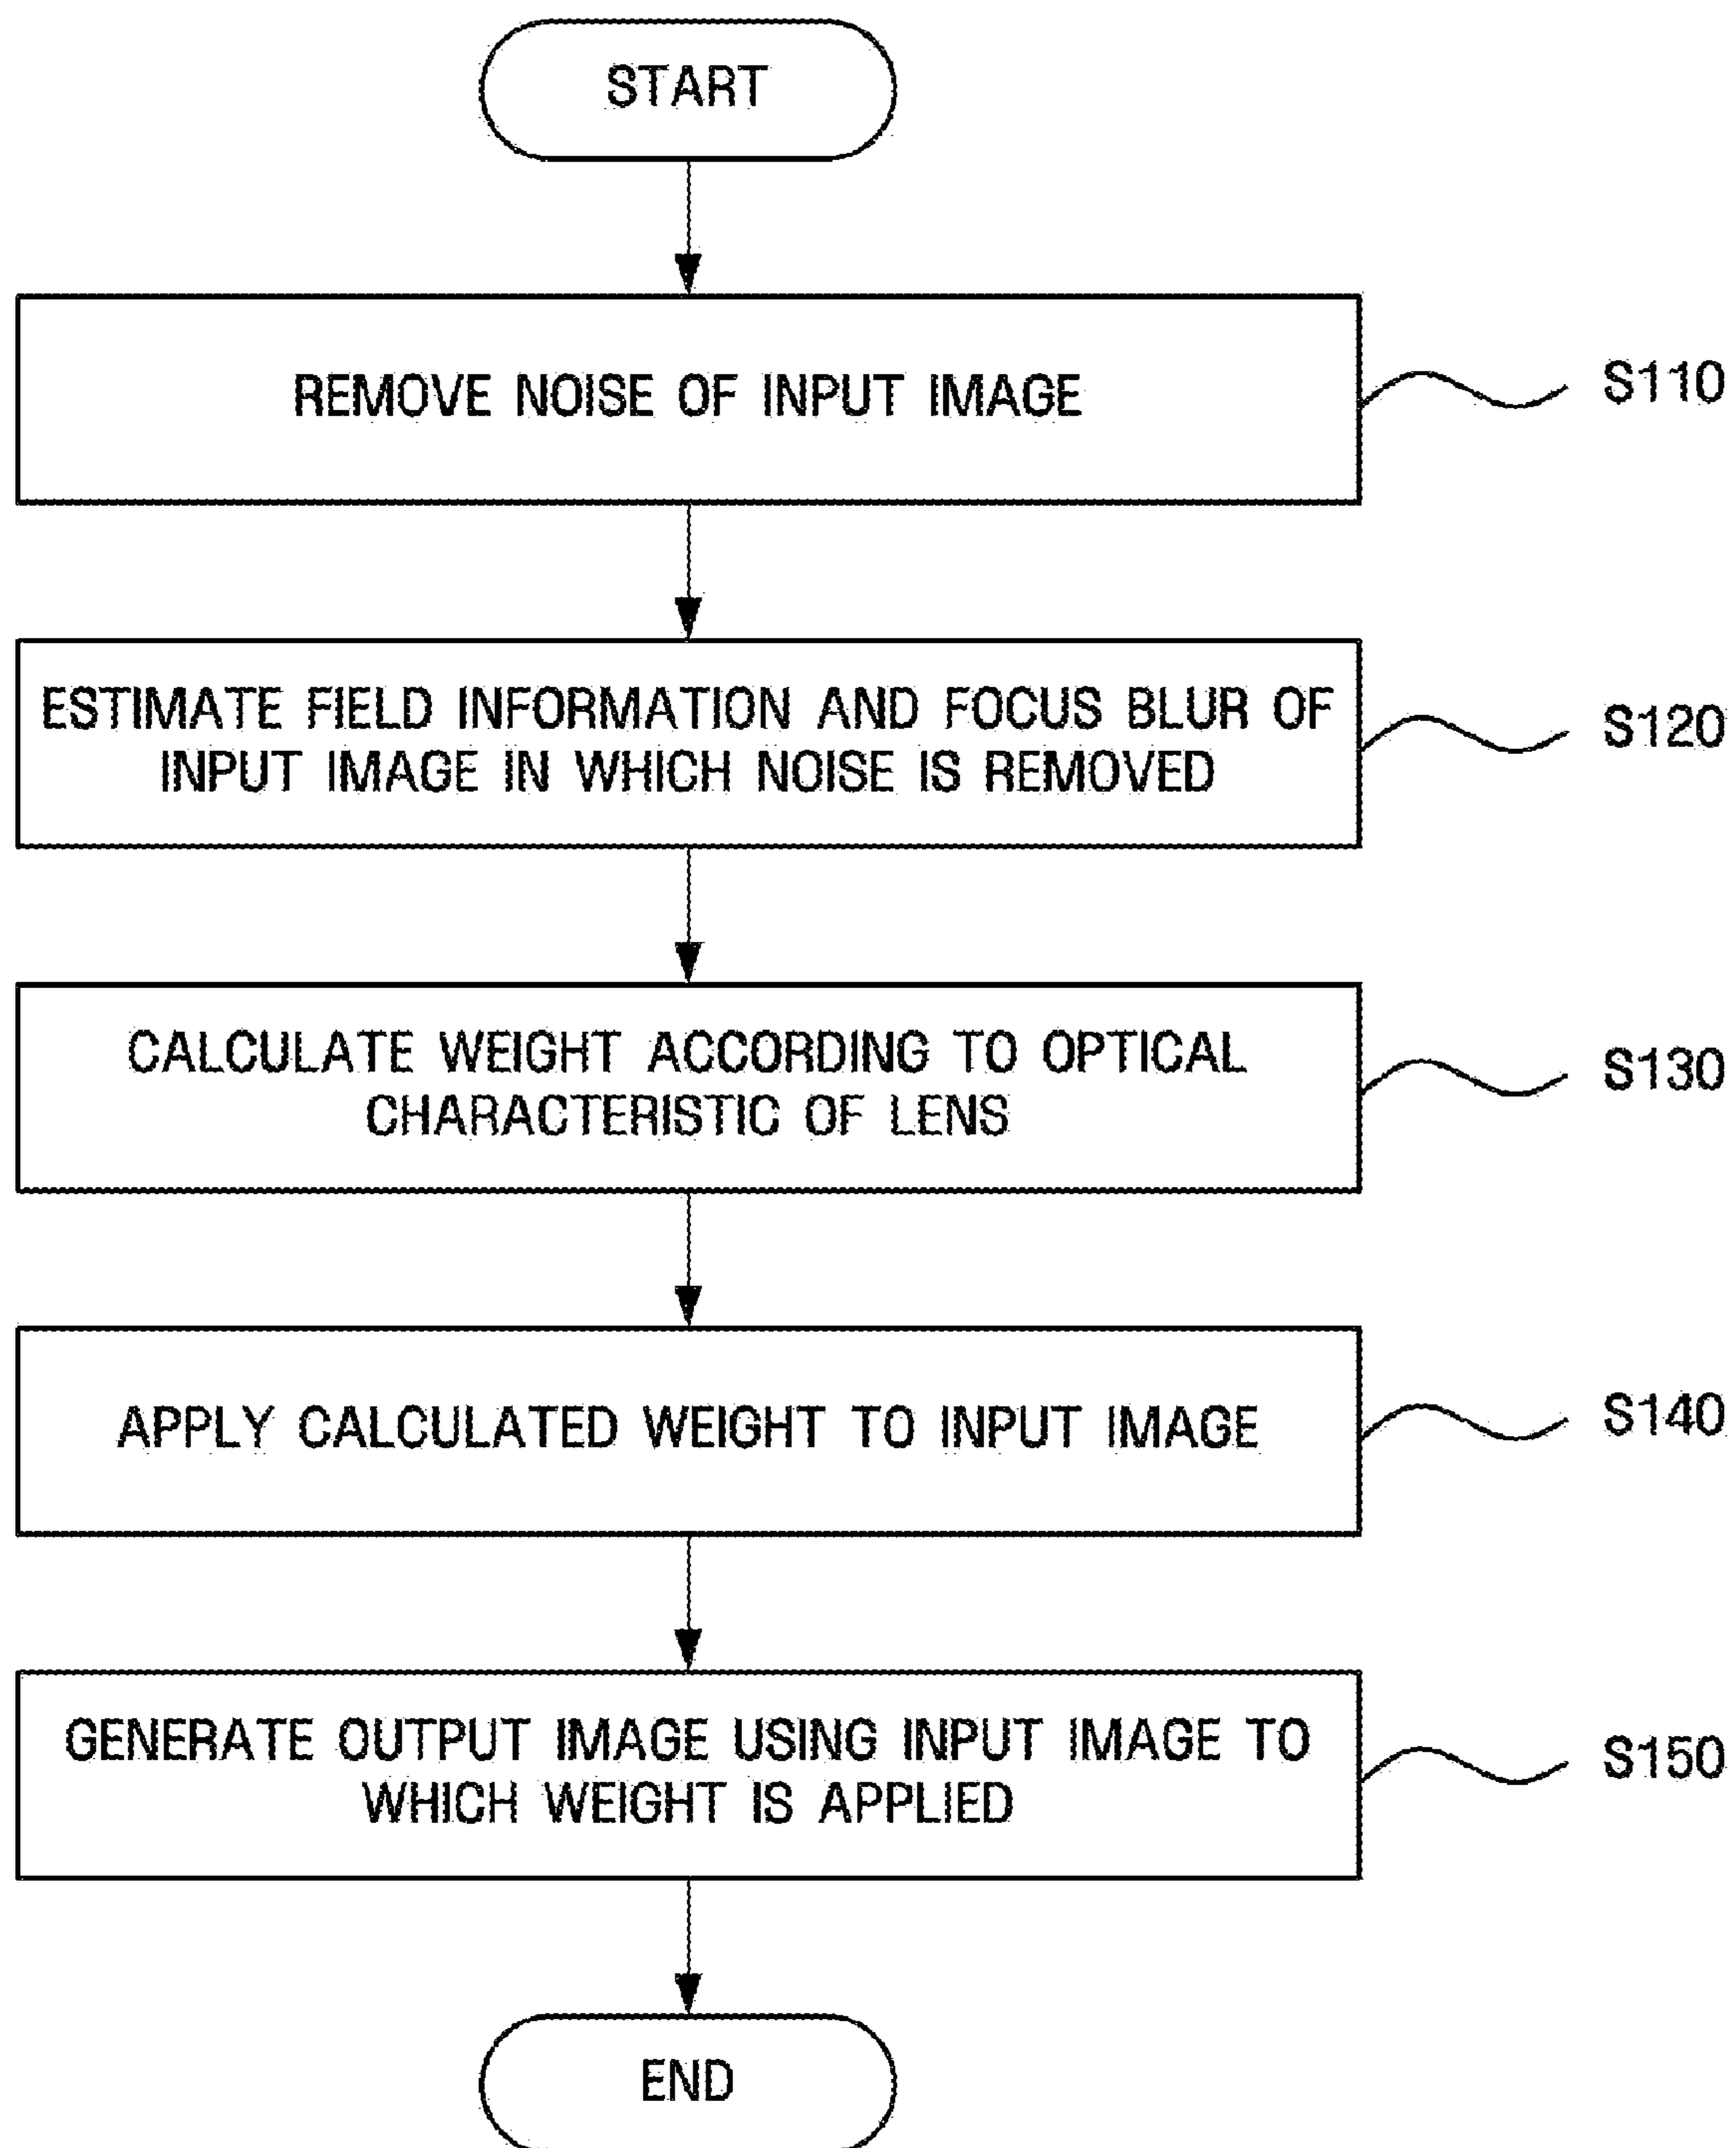 START
REMOVE NOISE OF INPUT IMAGE
S110
ESTIMATE FIELD INFORMATION AND FOCUS BLUR OF
INPUT IMAGE IN WHICH NOISE IS REMOVED
S120
CALCULATE WEIGHT ACCORDING TO OPTICAL
CHARACTERISTIC OF LENS
S130
APPLY CALCULATED WEIGHT TO INPUT IMAGE
S140
GENERATE OUTPUT IMAGE USING INPUT IMAGE TO
WHICH WEIGHT IS APPLIED
S150
END